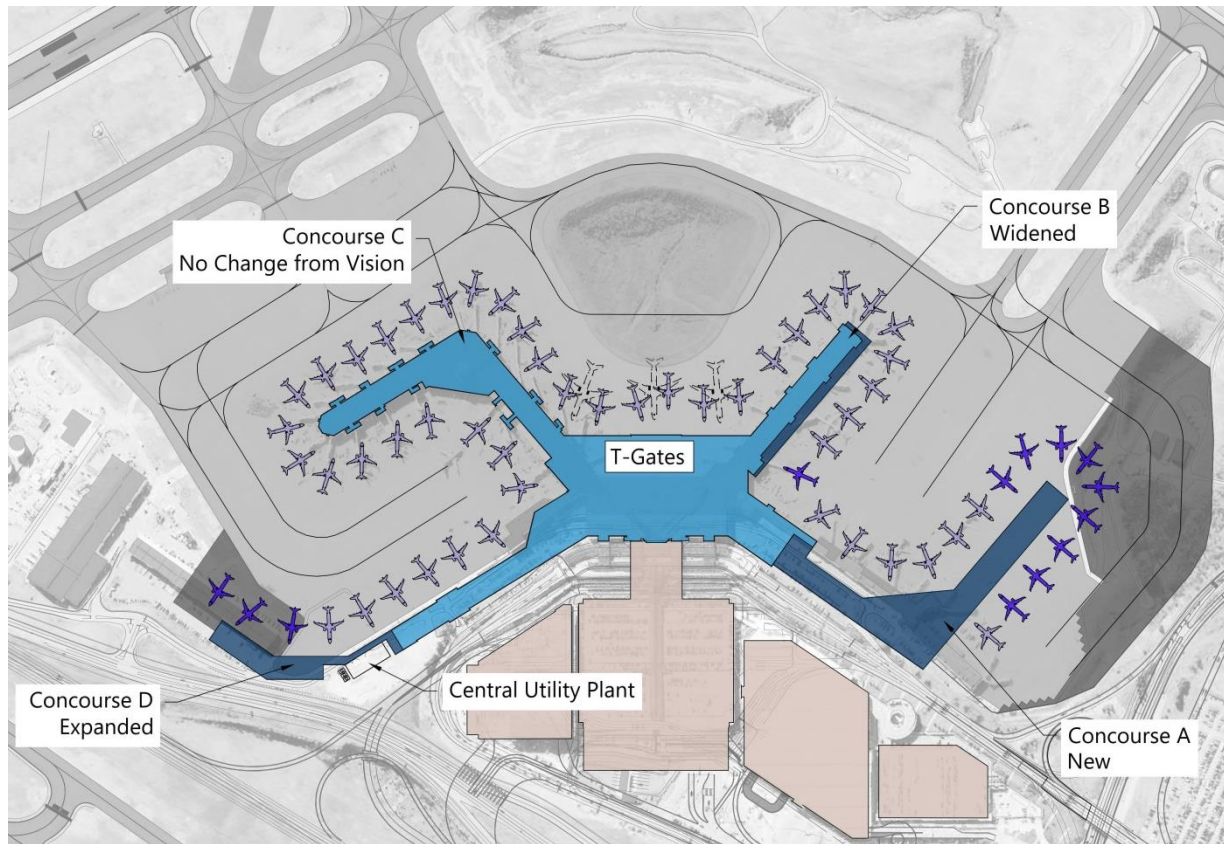 Concourse C
No Change from Vision
Concourse B
Widened
T-Gates
Concourse D
Expanded
Central Utility Plant
Concourse A
New